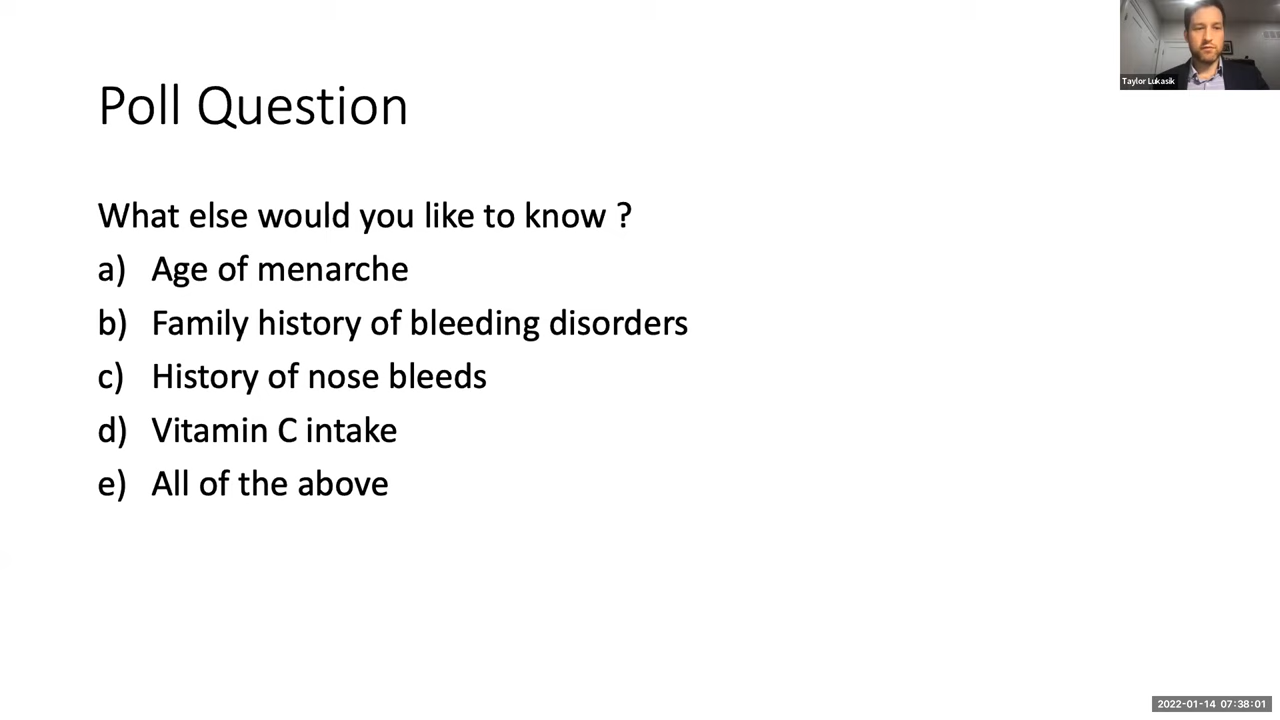 Taylor Lukasik
Poll Question
What else would you like to know ?
a) Age of menarche
b) Family history of bleeding disorders
c) History of nose bleeds
d) Vitamin C intake
e) All of the above
2022-01-14 07:38:01